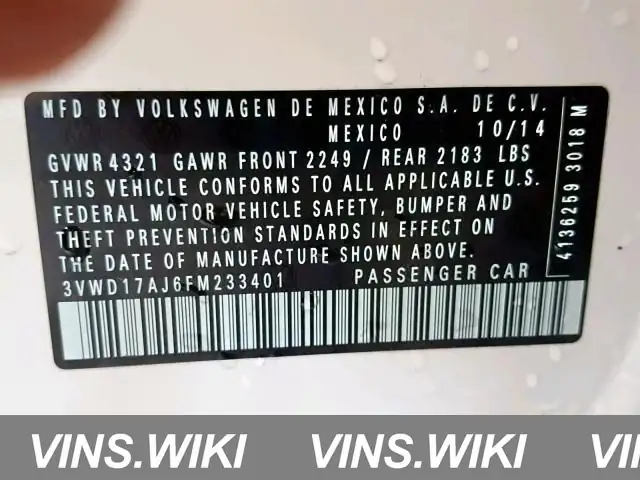 MFD BY VOLKSWAGEN DE MEXICO S.A. DE C.V.
MEXICO 10/14
GVWR 4321 GAWR FRONT 2249 / REAR 2183 LBS
THIS VEHICLE CONFORMS TO ALL APPLICABLE U.S.
FEDERAL MOTOR VEHICLE SAFETY, BUMPER AND
THEFT PREVENTION STANDARDS IN EFFECT ON
THE DATE OF MANUFACTURE SHOWN ABOVE.
3VWD17AJ6FM233401 PASSENGER CAR
4136259 3018 M
VINS.WIKI VINS.WIKI VINS.WIKI